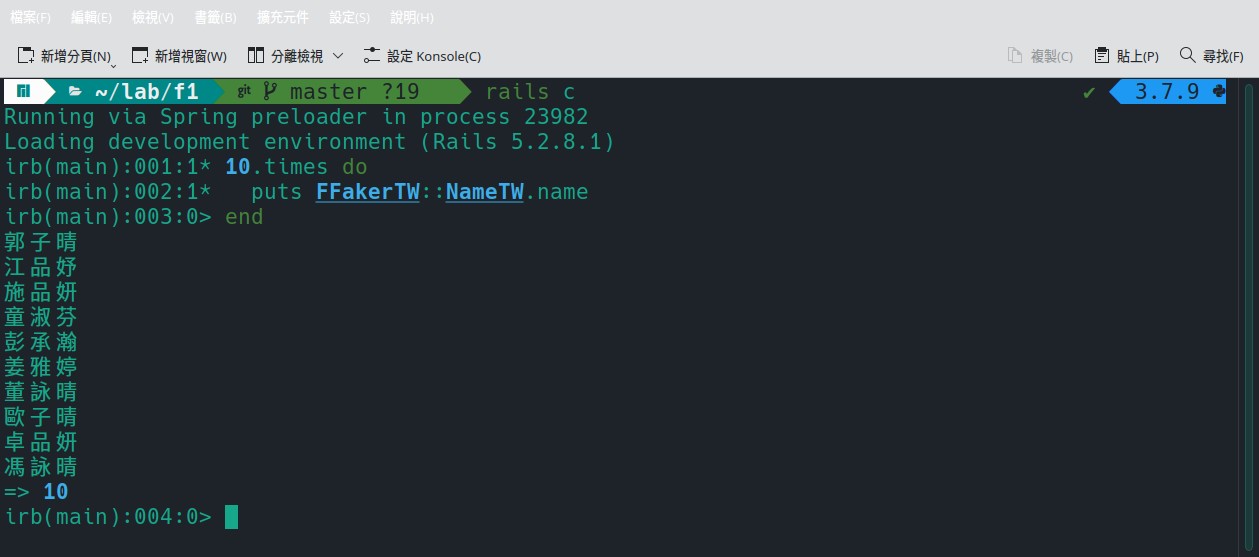 檔案(F) 編輯(E) 檢視(V) 書籤(B) 擴充元件 設定(S) 說明(H)
新增分頁(N) 新增視窗(W) 分離檢視 設定 Konsole(C) 複製(C) 貼上(P) 尋找(F)
~/lab/f1 git master ?19 rails c ✔ 3.7.9
Running via Spring preloader in process 23982
Loading development environment (Rails 5.2.8.1)
irb(main):001:1* 10.times do
irb(main):002:1*   puts FFakerTW::NameTW.name
irb(main):003:0> end
郭子晴
江品妤
施品妍
童淑芬
彭承瀚
姜雅婷
董詠晴
歐子晴
卓品妍
馮詠晴
=> 10
irb(main):004:0>